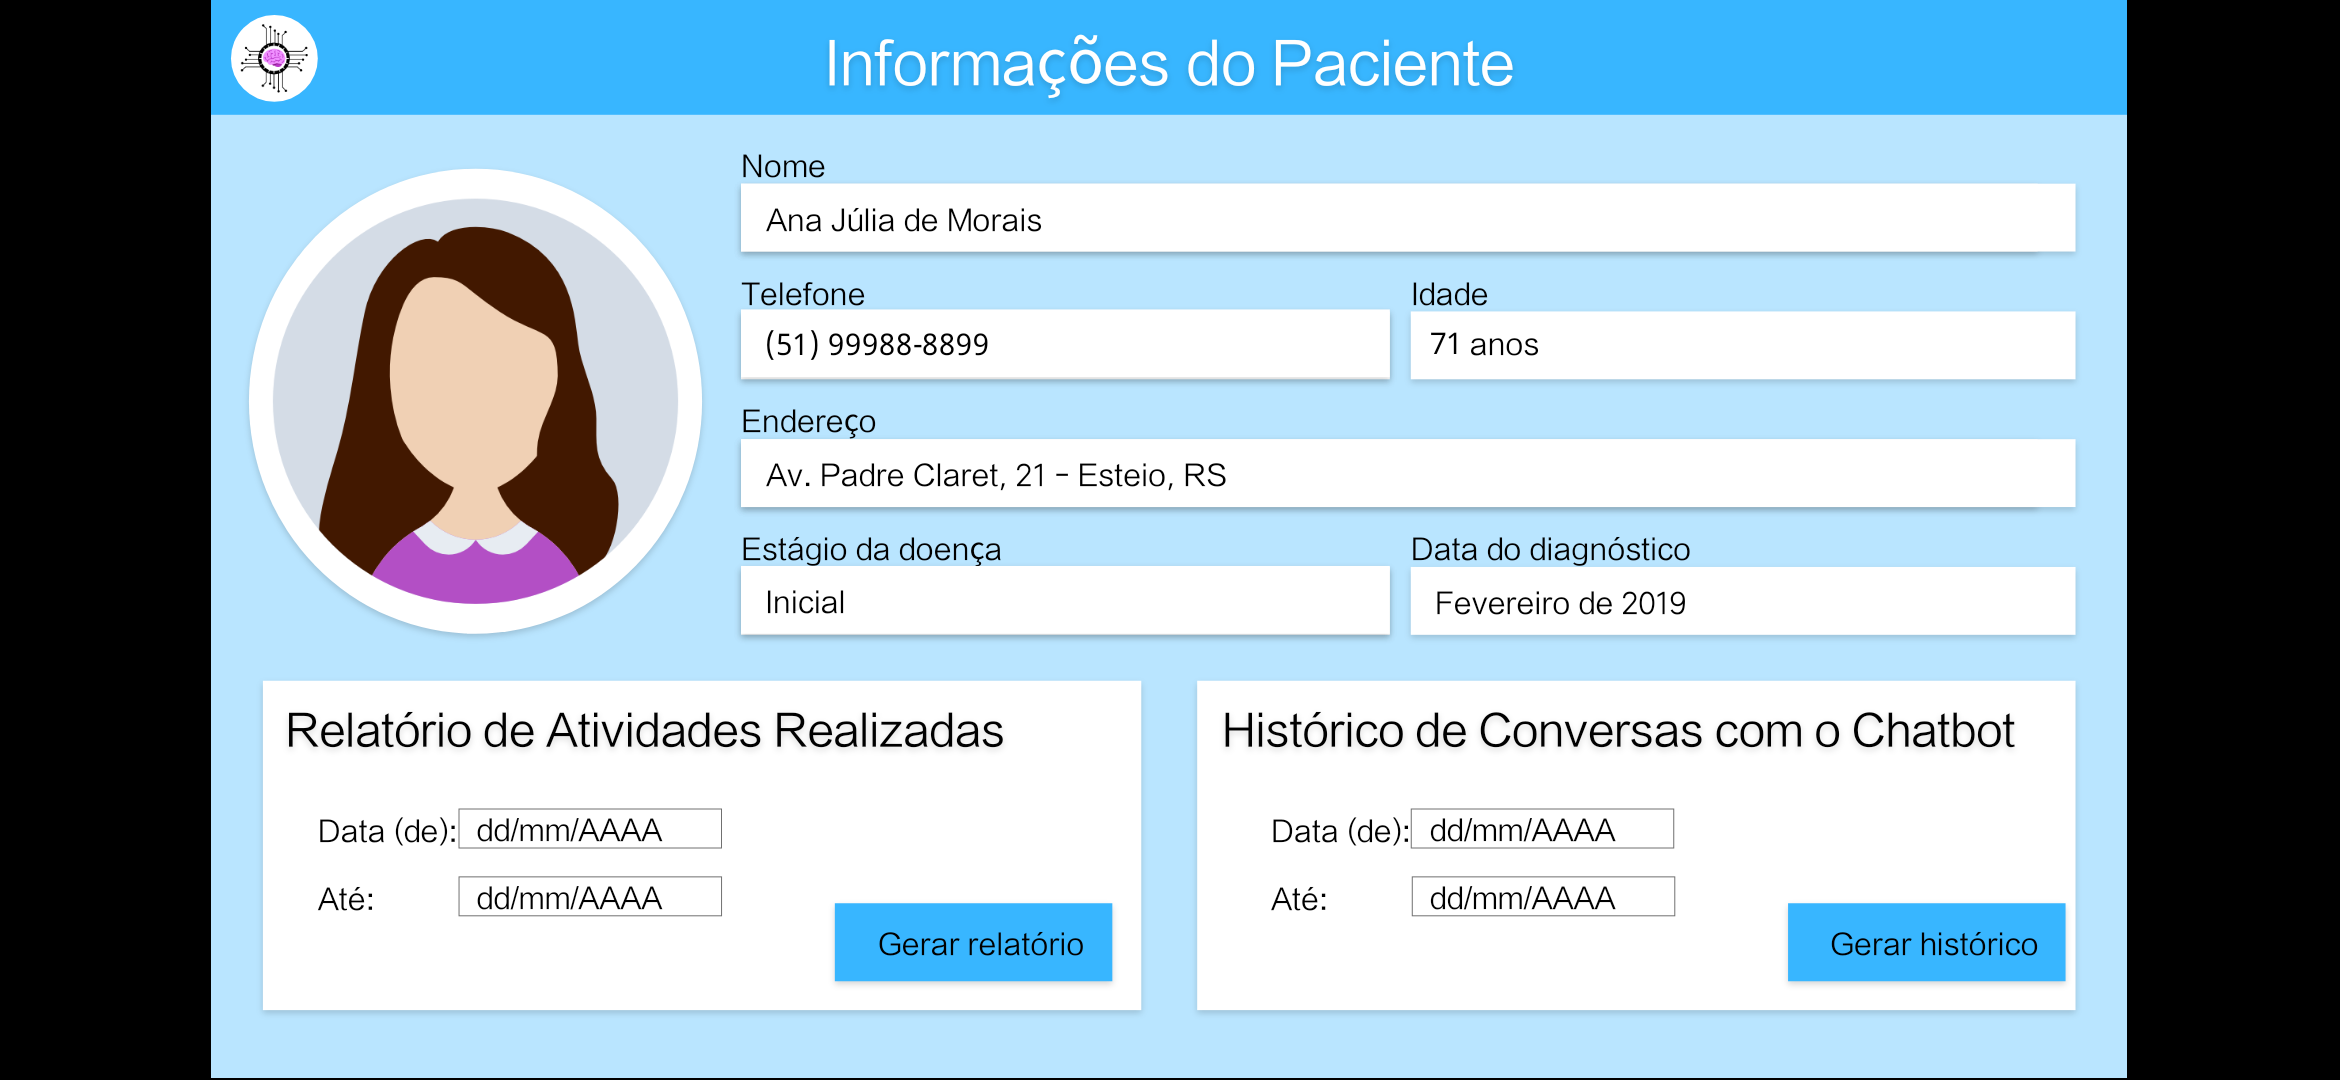 Informações do Paciente
Nome
Ana Júlia de Morais
Telefone
Idade
(51) 99988-8899
71 anos
Endereço
Av. Padre Claret, 21 - Esteio, RS
Estágio da doença
Data do diagnóstico
Inicial
Fevereiro de 2019
Relatório de Atividades Realizadas
Data (de): dd/mm/AAAA
Até: dd/mm/AAAA
Gerar relatório
Histórico de Conversas com o Chatbot
Data (de): dd/mm/AAAA
Até: dd/mm/AAAA
Gerar histórico